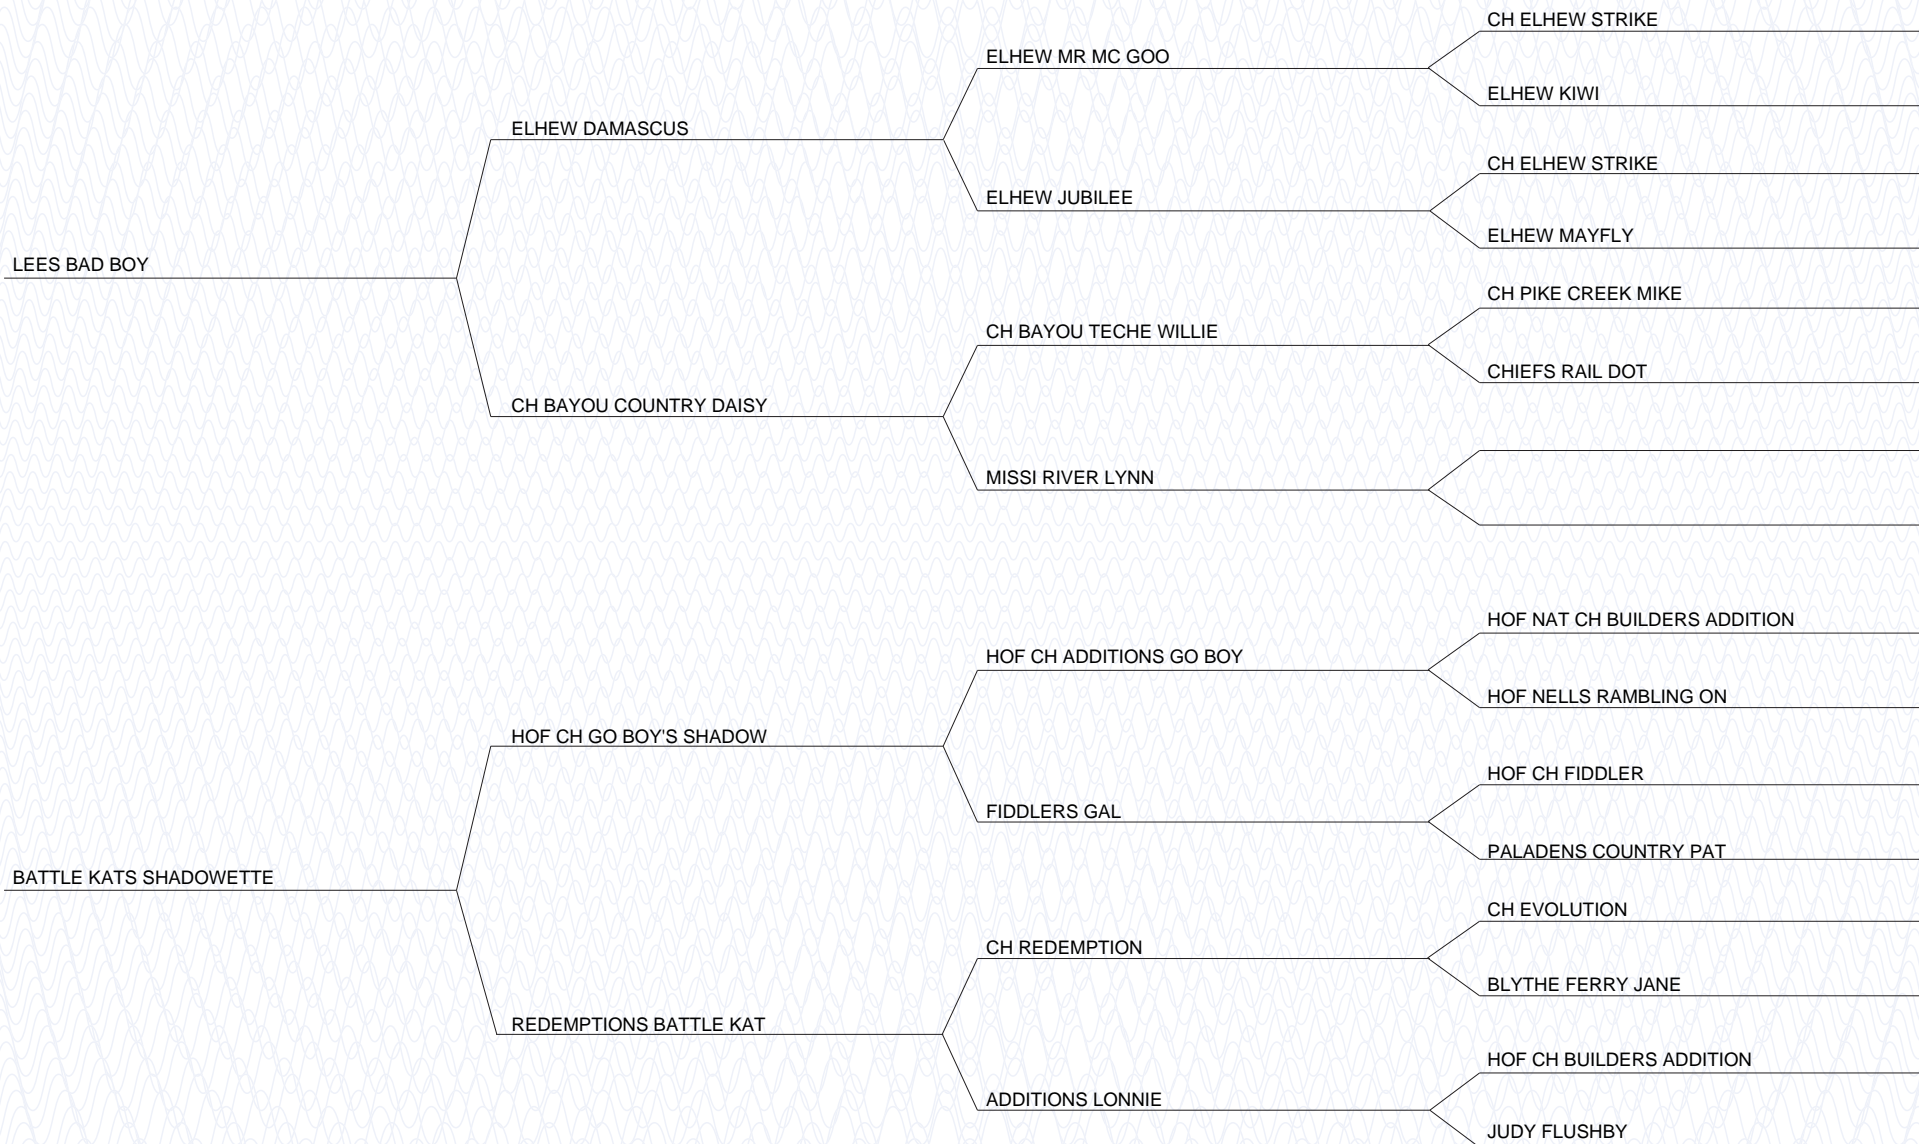 CH ELHEW STRIKE
ELHEW MR MC GOO
ELHEW KIWI
ELHEW DAMASCUS
CH ELHEW STRIKE
ELHEW JUBILEE
ELHEW MAYFLY
LEES BAD BOY
CH PIKE CREEK MIKE
CH BAYOU TECHE WILLIE
CHIEFS RAIL DOT
CH BAYOU COUNTRY DAISY
MISSI RIVER LYNN
HOF NAT CH BUILDERS ADDITION
HOF CH ADDITIONS GO BOY
HOF NELLS RAMBLING ON
HOF CH GO BOY'S SHADOW
HOF CH FIDDLER
FIDDLERS GAL
PALADENS COUNTRY PAT
BATTLE KATS SHADOWETTE
CH EVOLUTION
CH REDEMPTION
BLYTHE FERRY JANE
REDEMPTIONS BATTLE KAT
HOF CH BUILDERS ADDITION
ADDITIONS LONNIE
JUDY FLUSHBY